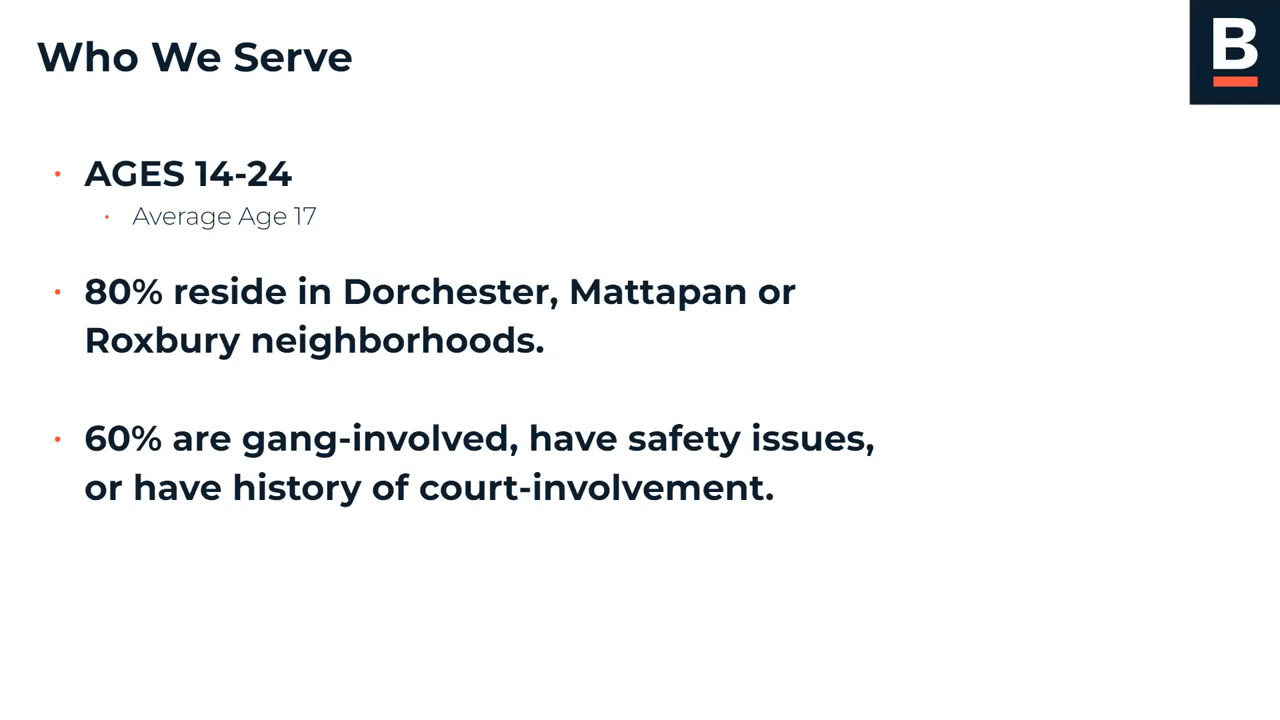 Who We Serve
B
AGES 14-24
Average Age 17
80% reside in Dorchester, Mattapan or
Roxbury neighborhoods.
60% are gang-involved, have safety issues,
or have history of court-involvement.